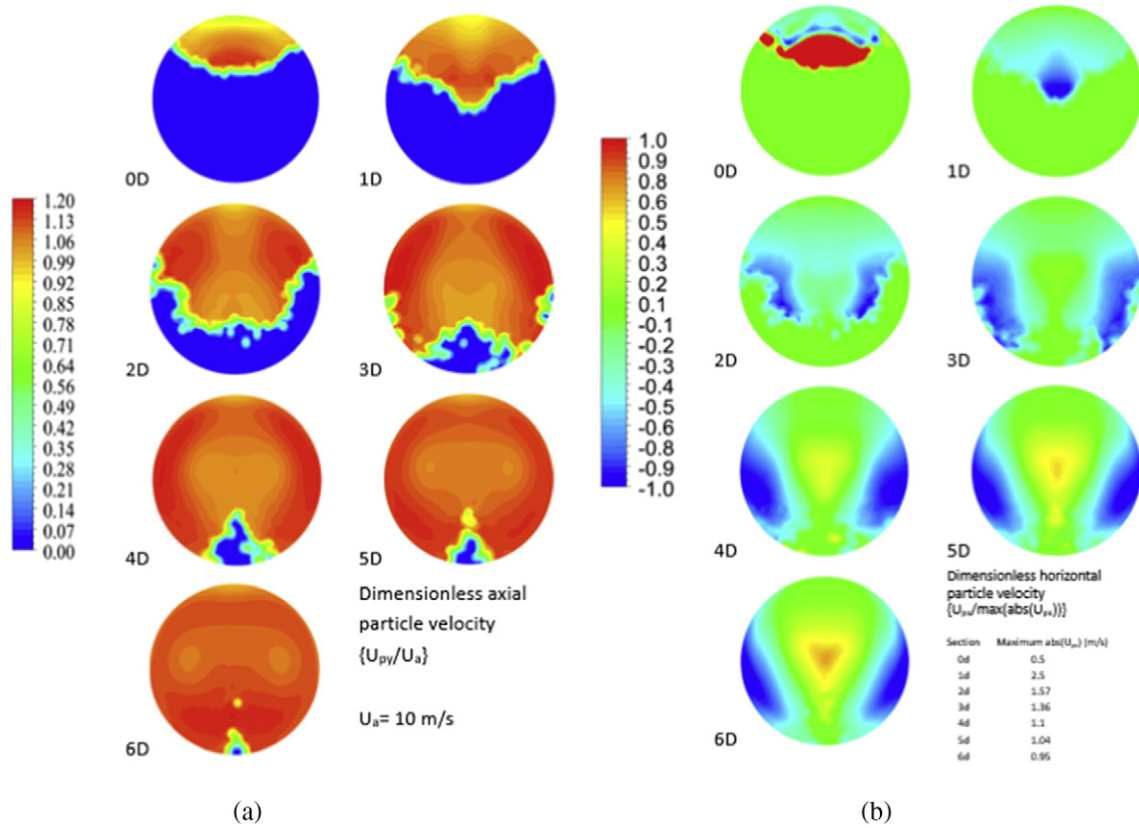 0D
1D
1.20
1.13
1.06
0.99
0.92
0.85
0.78
0.71
0.64
0.56
0.49
0.42
0.35
0.28
0.21
0.14
0.07
0.00
2D
3D
4D
5D
6D
Dimensionless axial
particle velocity
{Upy/Ua}
Ua= 10 m/s
(a)
0D
1D
1.0
0.9
0.8
0.6
0.5
0.4
0.3
0.2
0.1
-0.1
-0.2
-0.3
-0.4
-0.5
-0.6
-0.8
-0.9
-1.0
2D
3D
4D
5D
6D
Dimensionless horizontal
particle velocity
Section Maximum
0d 0.5
1d 2.5
2d 1.57
3d 1.36
4d 1.1
5d 1.04
6d 0.95
(b)